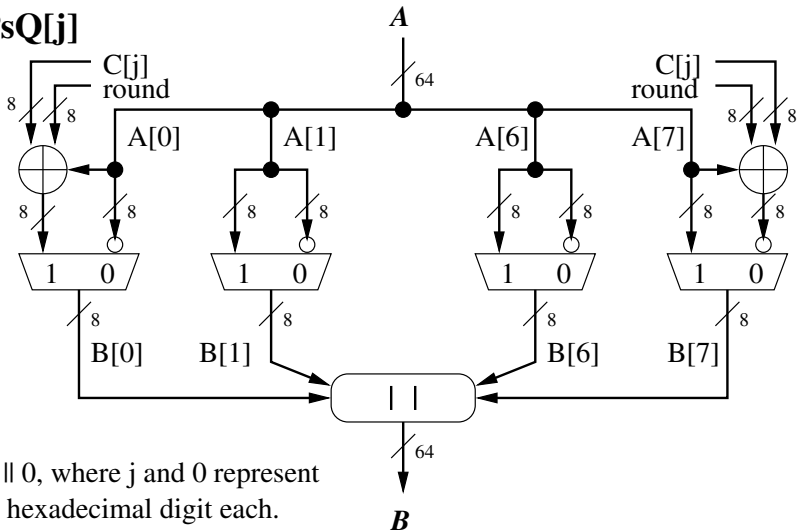 sQ[j]
A
64
C[j]
round
8
8
C[j]
round
8
8
A[0]
A[1]
A[6]
A[7]
8
8
8
8
8
8
8
8
1 0
1 0
1 0
1 0
8
8
8
8
B[0]
B[1]
B[6]
B[7]
| |
64
|| 0, where j and 0 represent
hexadecimal digit each.
B